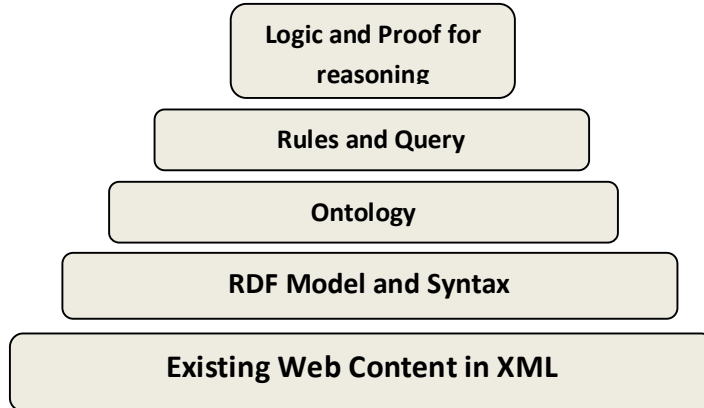 Logic and Proof for
reasoning
Rules and Query
Ontology
RDF Model and Syntax
Existing Web Content in XML